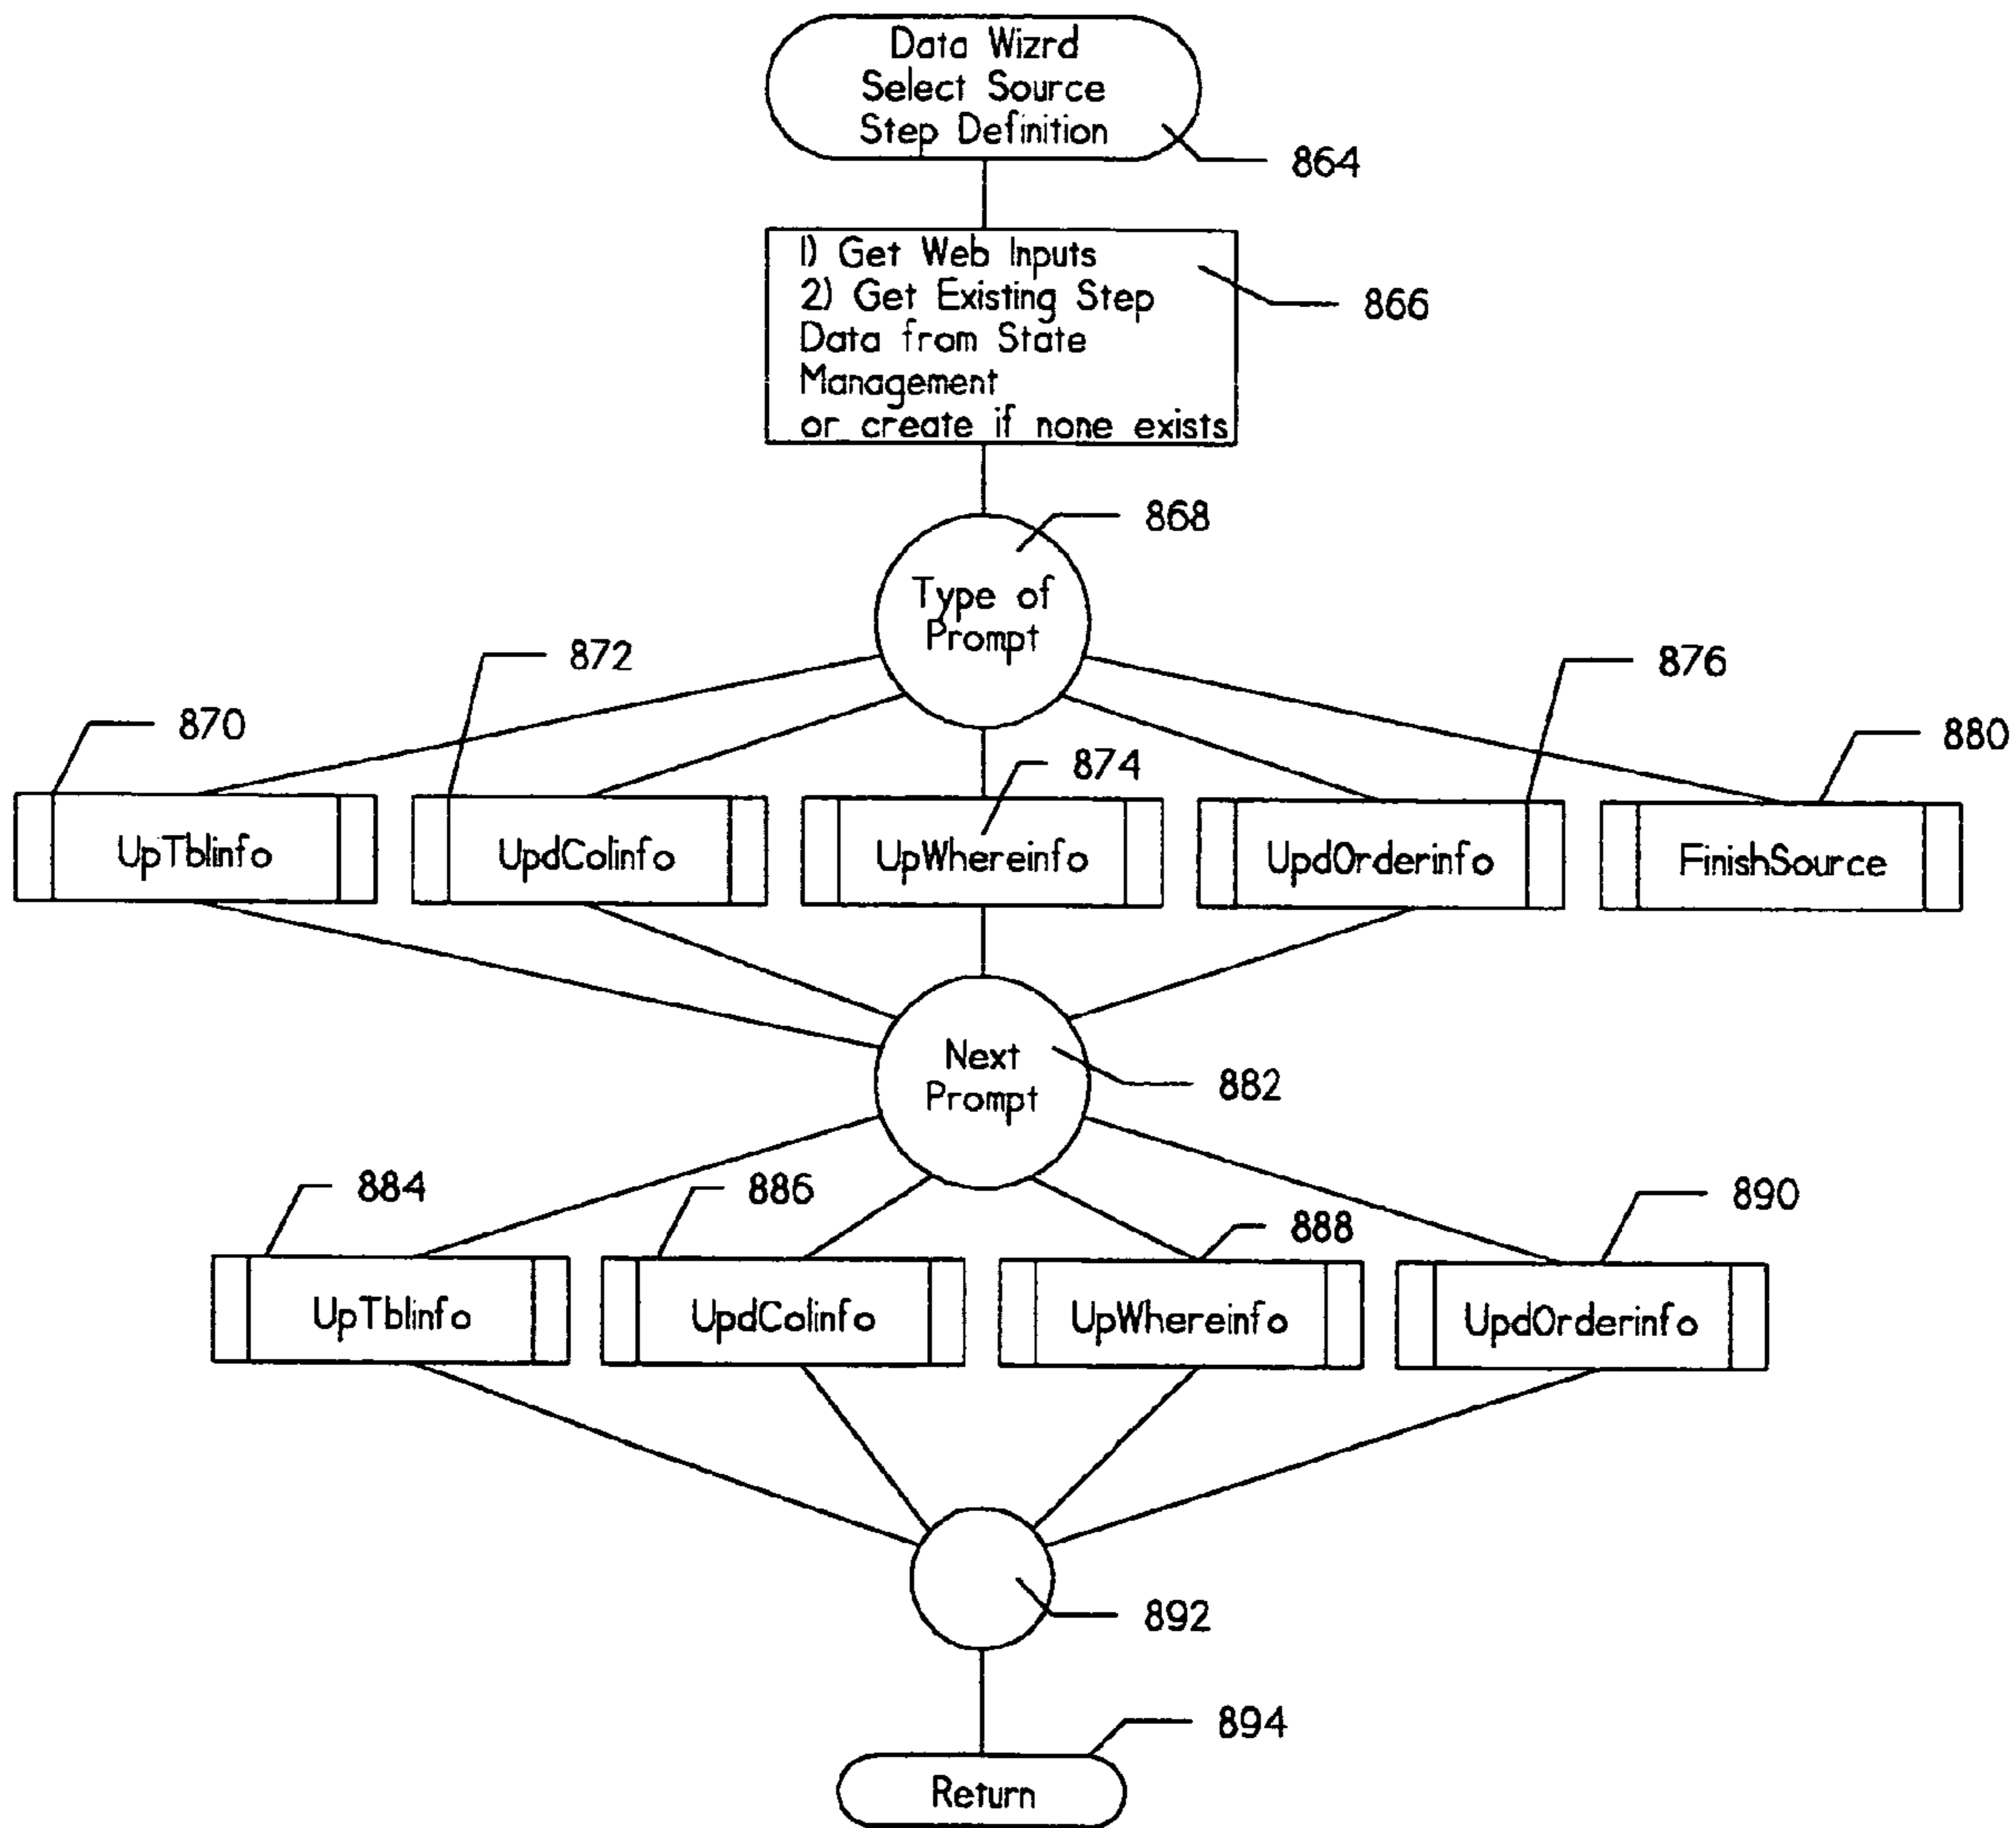 Data Wizrd
Select Source
Step Definition
864
1) Get Web Inputs
2) Get Existing Step
Data from State
Management
or create if none exists
866
868
Type of
Prompt
872
876
870
880
874
UpTblinfo
UpdColinfo
UpWhereinfo
UpdOrderinfo
FinishSource
Next
Prompt
882
884
886
888
890
UpTblinfo
UpdColinfo
UpWhereinfo
UpdOrderinfo
892
894
Return